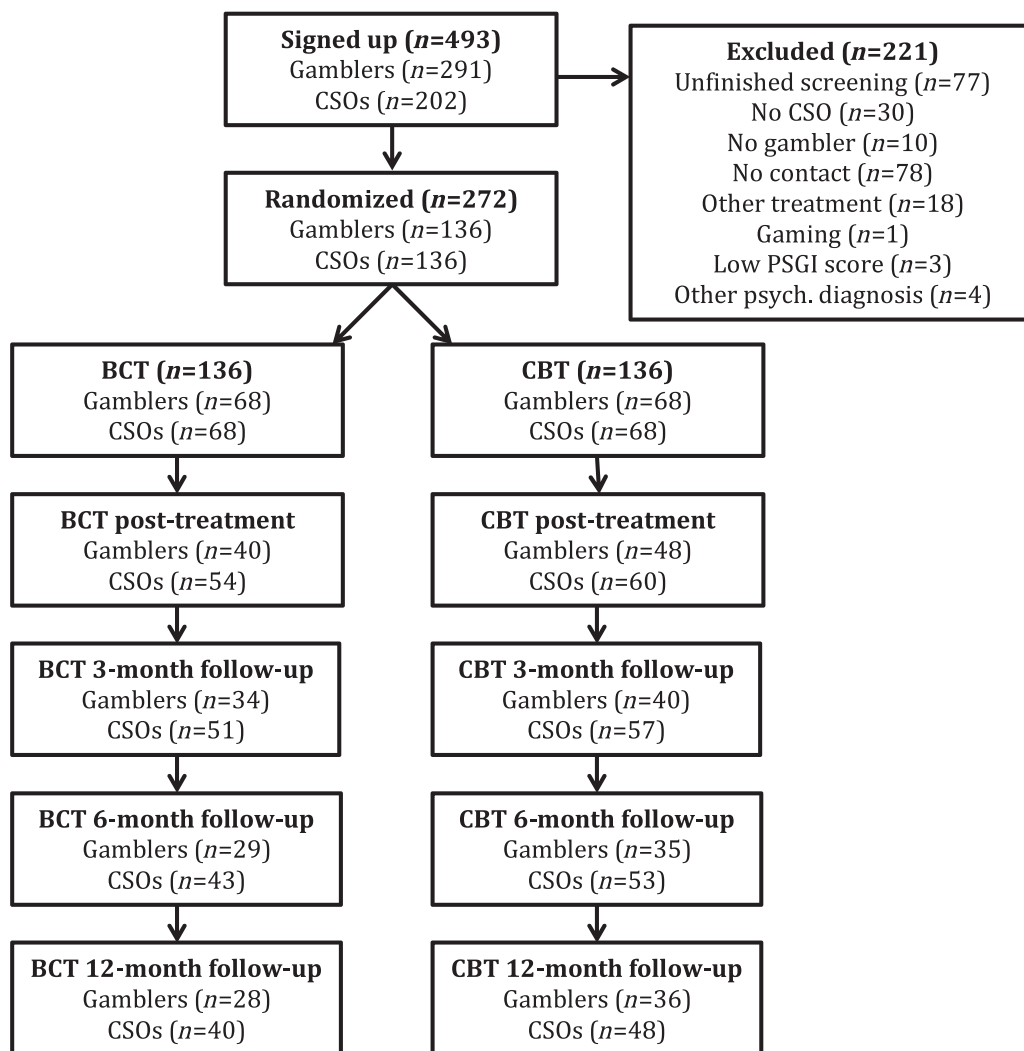 Signed up (n=493)
Gamblers (n=291)
CSOs (n=202)
Excluded (n=221)
Unfinished screening (n=77)
No CSO (n=30)
No gambler (n=10)
No contact (n=78)
Other treatment (n=18)
Gaming (n=1)
Low PSGI score (n=3)
Other psych. diagnosis (n=4)
Randomized (n=272)
Gamblers (n=136)
CSOs (n=136)
BCT (n=136)
Gamblers (n=68)
CSOs (n=68)
CBT (n=136)
Gamblers (n=68)
CSOs (n=68)
BCT post-treatment
Gamblers (n=40)
CSOs (n=54)
CBT post-treatment
Gamblers (n=48)
CSOs (n=60)
BCT 3-month follow-up
Gamblers (n=34)
CSOs (n=51)
CBT 3-month follow-up
Gamblers (n=40)
CSOs (n=57)
BCT 6-month follow-up
Gamblers (n=29)
CSOs (n=43)
CBT 6-month follow-up
Gamblers (n=35)
CSOs (n=53)
BCT 12-month follow-up
Gamblers (n=28)
CSOs (n=40)
CBT 12-month follow-up
Gamblers (n=36)
CSOs (n=48)